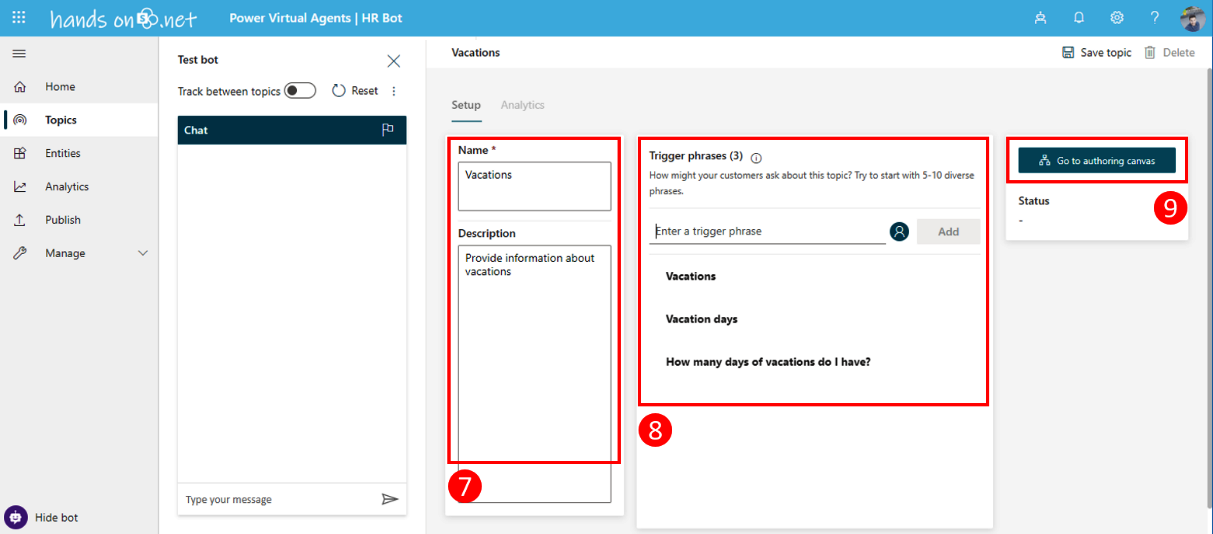 hands on.net
Power Virtual Agents | HR Bot
Home
Topics
Entities
Analytics
Publish
Manage
Hide bot
Test bot
Track between topics
Reset
Chat
Type your message
Vacations
Save topic
Delete
Setup
Analytics
Name *
Vacations
Description
Provide information about
vacations
7
Trigger phrases (3)
How might your customers ask about this topic? Try to start with 5-10 diverse
phrases.
Enter a trigger phrase
Add
Vacations
Vacation days
How many days of vacations do I have?
8
Go to authoring canvas
Status
-
9